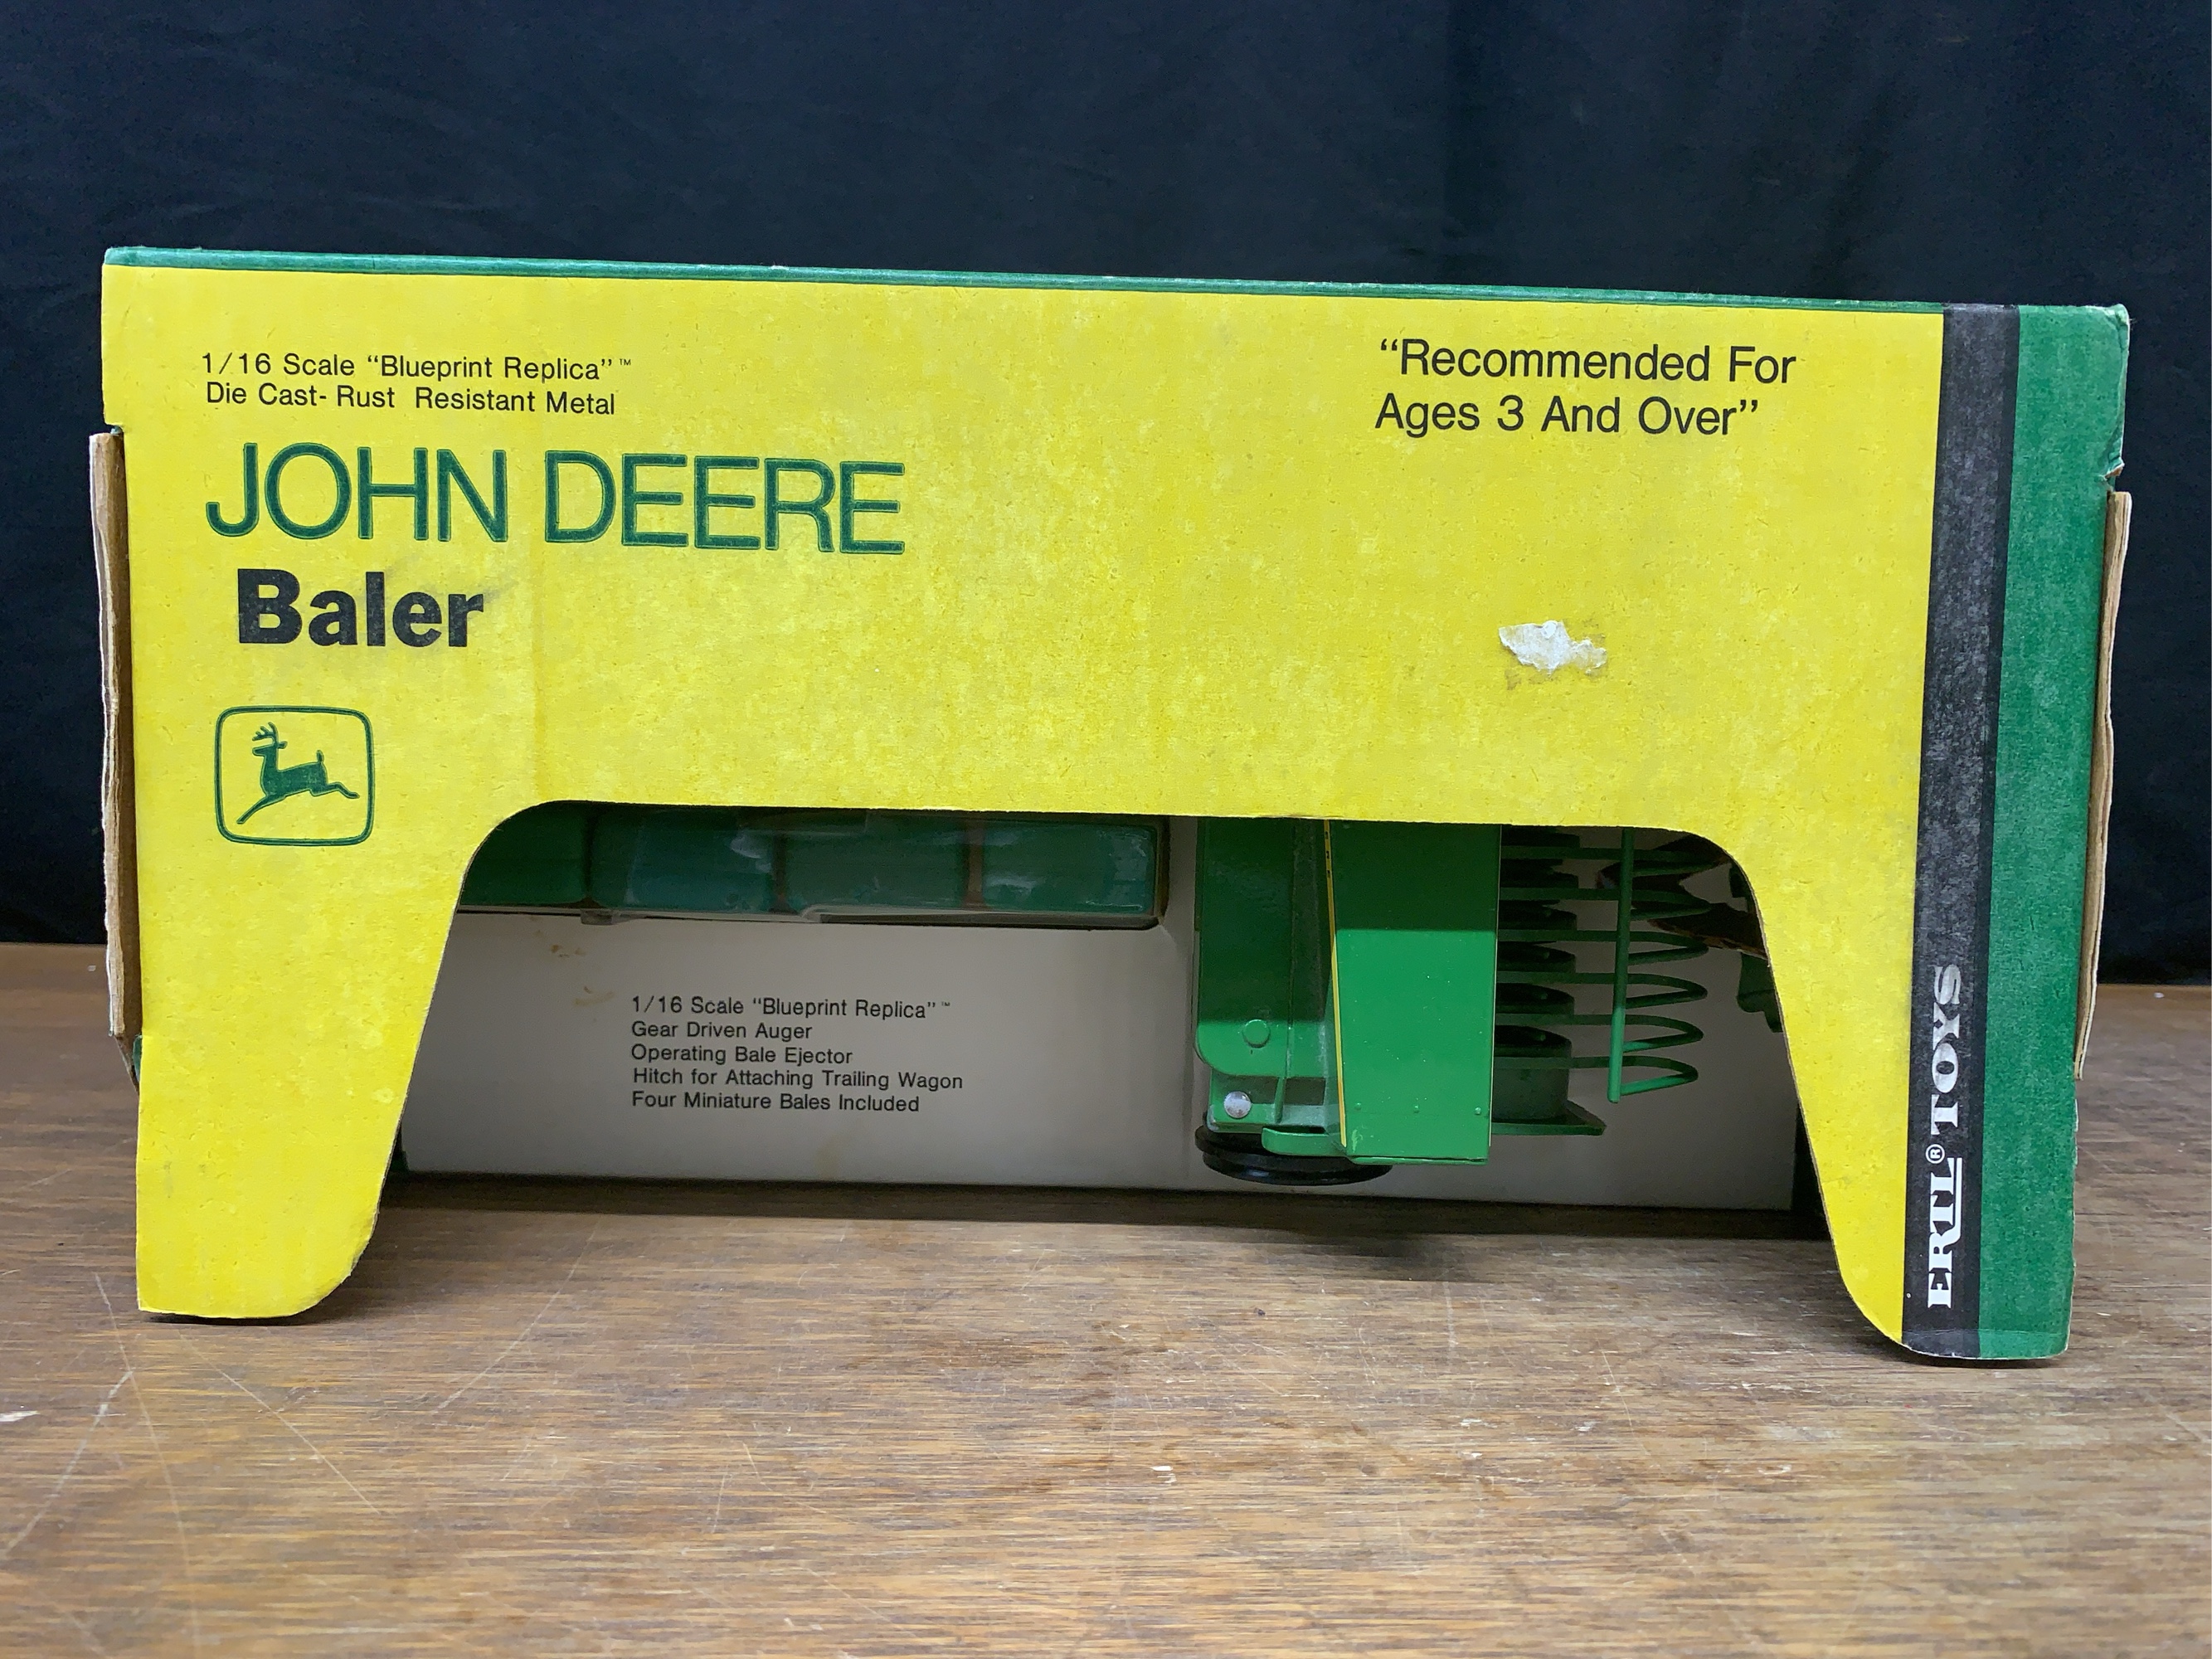 1/16 Scale “Blueprint Replica”™
Die Cast- Rust Resistant Metal
JOHN DEERE
Baler
“Recommended For
Ages 3 And Over”
1/16 Scale “Blueprint Replica”™
Gear Driven Auger
Operating Bale Ejector
Hitch for Attaching Trailing Wagon
Four Miniature Bales Included
ERTL® TOYS